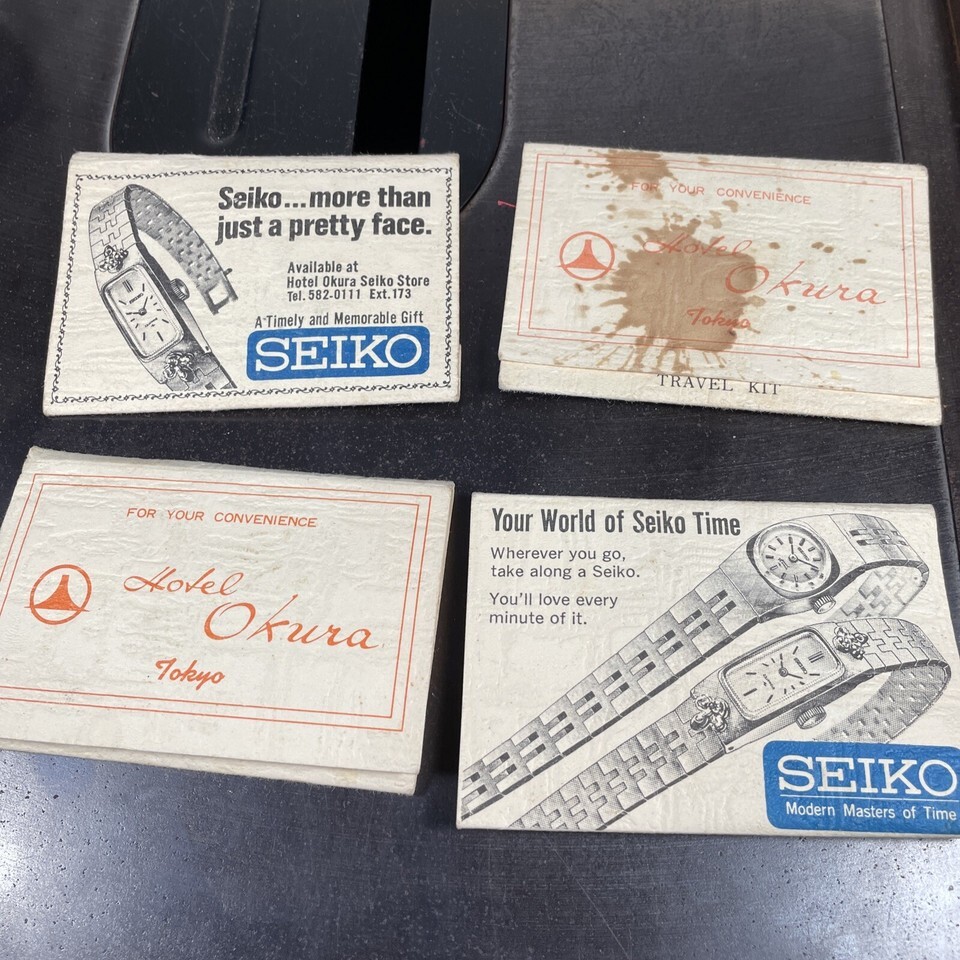 Seiko...more than
just a pretty face.
Available at
Hotel Okura Seiko Store
Tel. 582-0111 Ext.173
A Timely and Memorable Gift
SEIKO
FOR YOUR CONVENIENCE
Hotel
Okura
Tokyo
TRAVEL KIT
FOR YOUR CONVENIENCE
Hotel
Okura
Tokyo
Your World of Seiko Time
Wherever you go,
take along a Seiko.
You'll love every
minute of it.
SEIKO
Modern Masters of Time